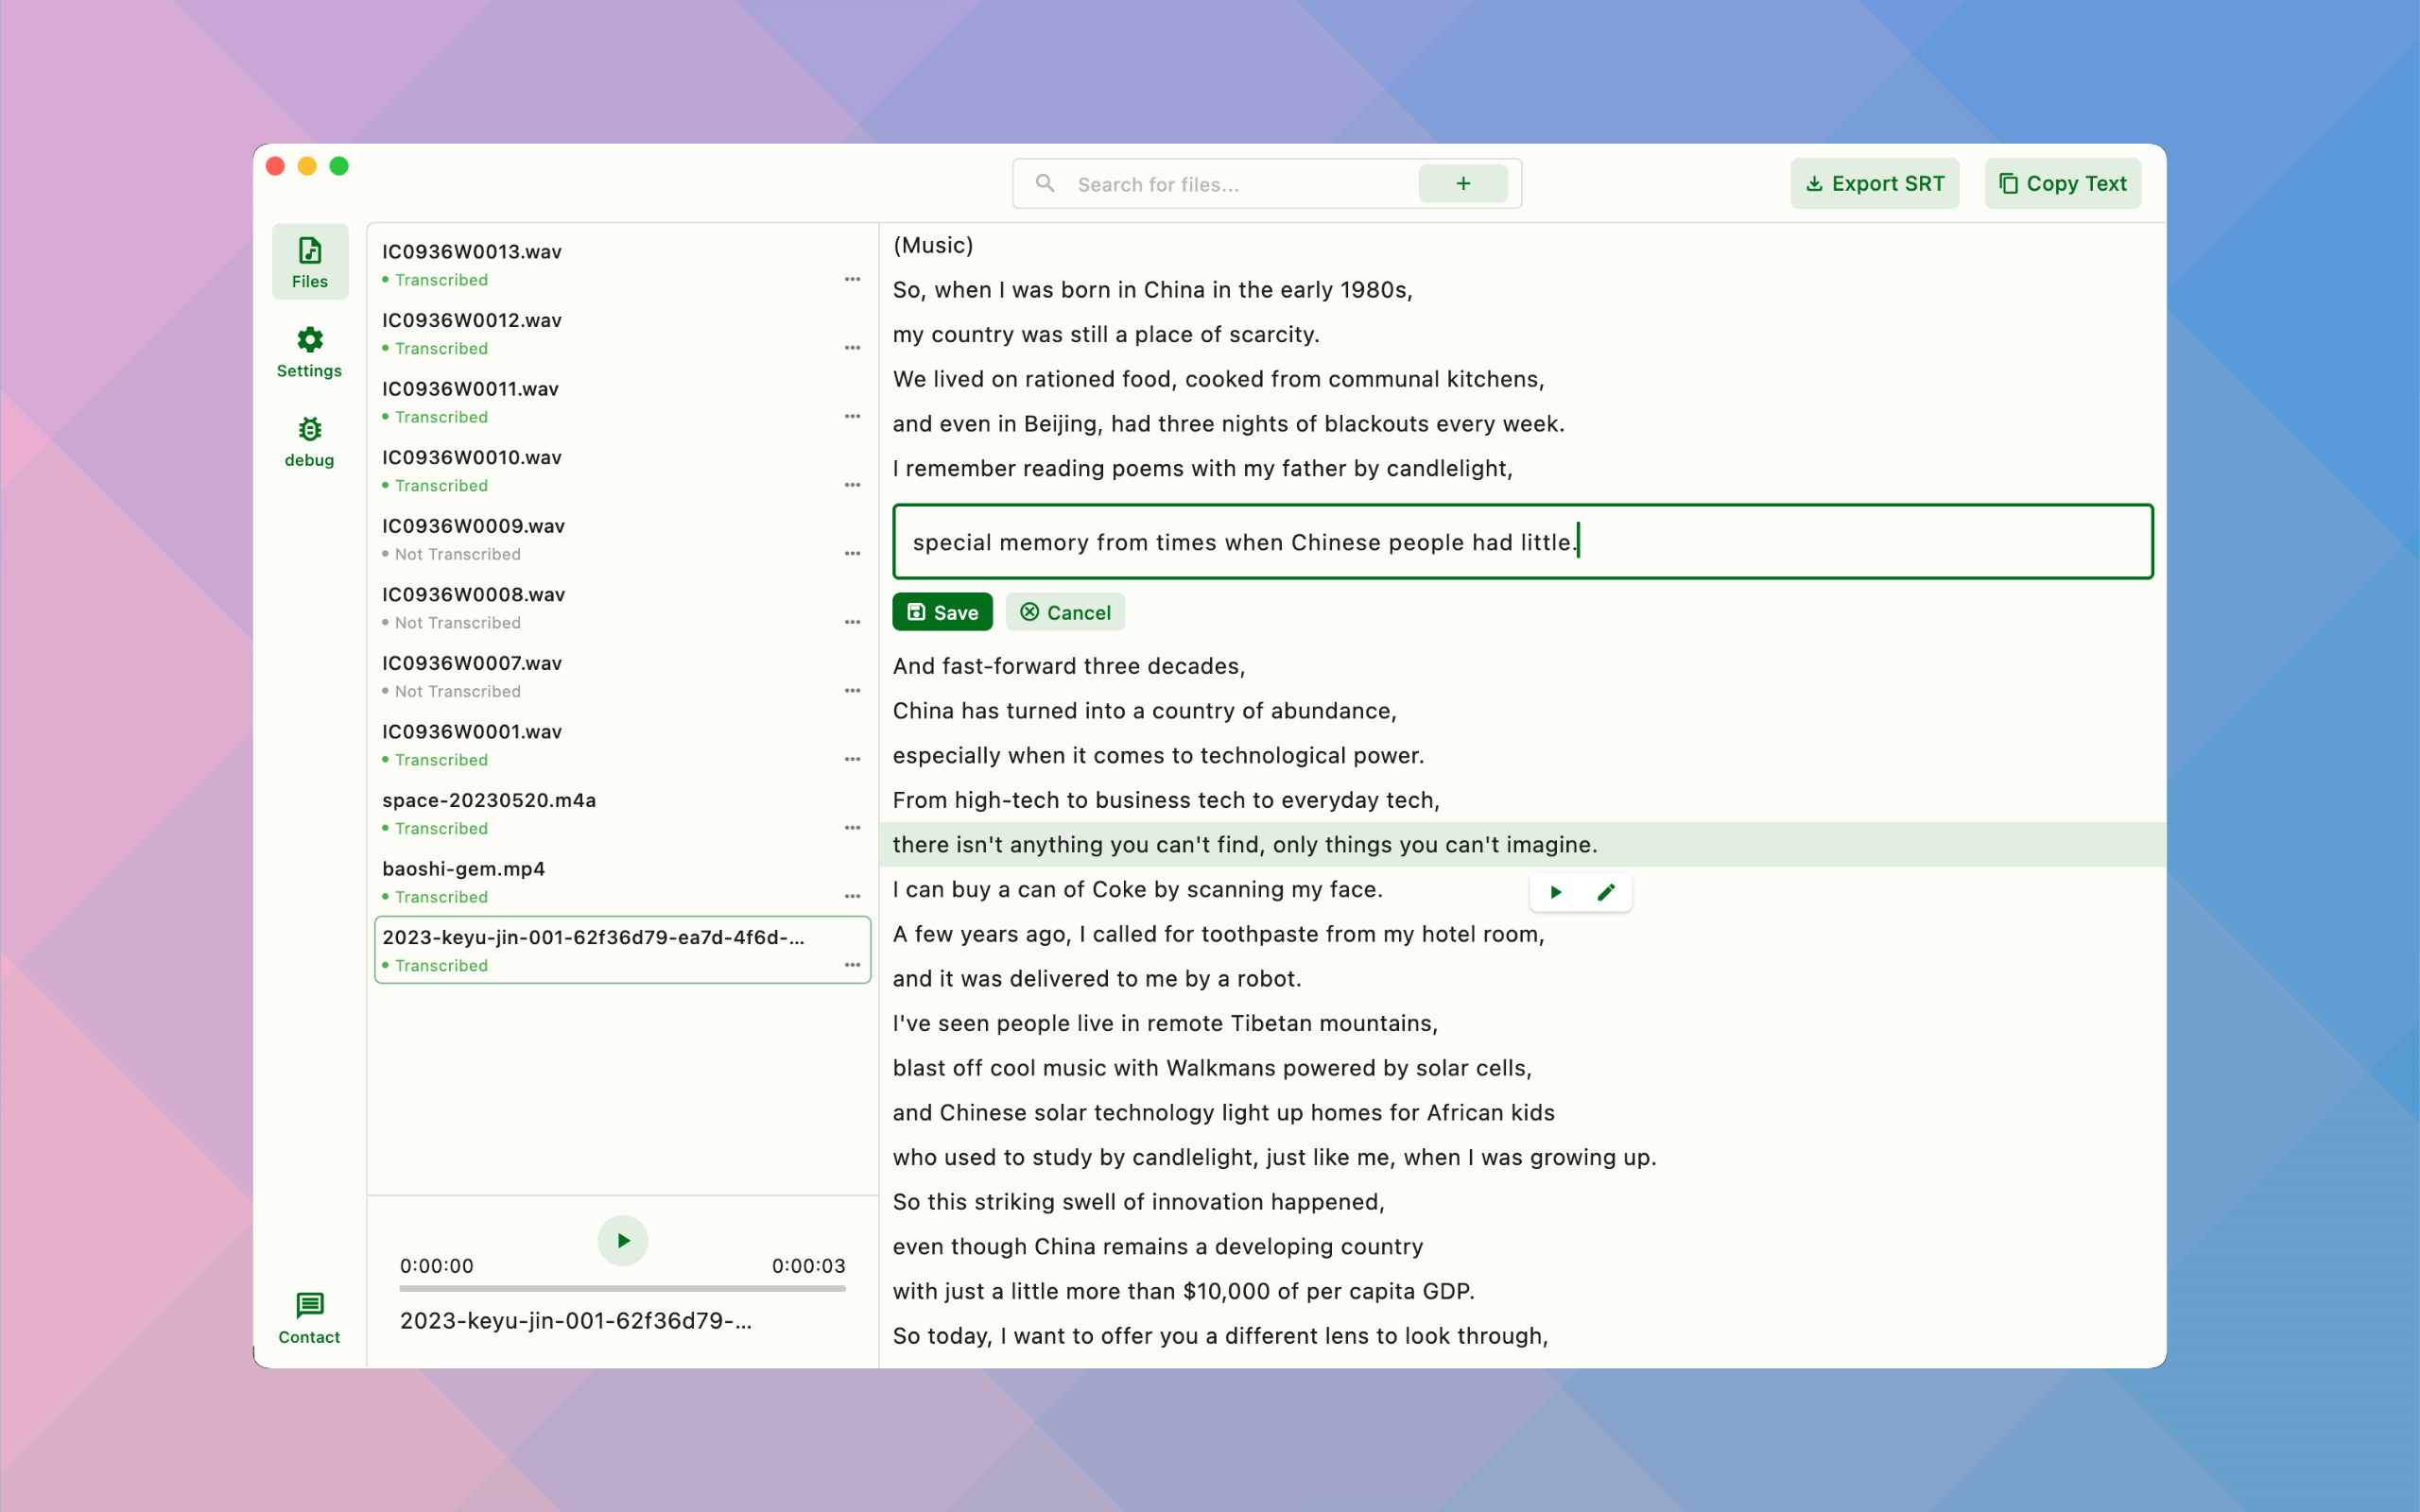 Search for files...
+
Export SRT
Copy Text
Files
Settings
debug
Contact
IC0936W0013.wav
Transcribed
IC0936W0012.wav
Transcribed
IC0936W0011.wav
Transcribed
IC0936W0010.wav
Transcribed
IC0936W0009.wav
Not Transcribed
IC0936W0008.wav
Not Transcribed
IC0936W0007.wav
Not Transcribed
IC0936W0001.wav
Transcribed
space-20230520.m4a
Transcribed
baoshi-gem.mp4
Transcribed
2023-keyu-jin-001-62f36d79-ea7d-4f6d-...
Transcribed
0:00:00
0:00:03
2023-keyu-jin-001-62f36d79-...
(Music)
So, when I was born in China in the early 1980s,
my country was still a place of scarcity.
We lived on rationed food, cooked from communal kitchens,
and even in Beijing, had three nights of blackouts every week.
I remember reading poems with my father by candlelight,
special memory from times when Chinese people had little.
Save
Cancel
And fast-forward three decades,
China has turned into a country of abundance,
especially when it comes to technological power.
From high-tech to business tech to everyday tech,
there isn't anything you can't find, only things you can't imagine.
I can buy a can of Coke by scanning my face.
A few years ago, I called for toothpaste from my hotel room,
and it was delivered to me by a robot.
I've seen people live in remote Tibetan mountains,
blast off cool music with Walkmans powered by solar cells,
and Chinese solar technology light up homes for African kids
who used to study by candlelight, just like me, when I was growing up.
So this striking swell of innovation happened,
even though China remains a developing country
with just a little more than $10,000 of per capita GDP.
So today, I want to offer you a different lens to look through,